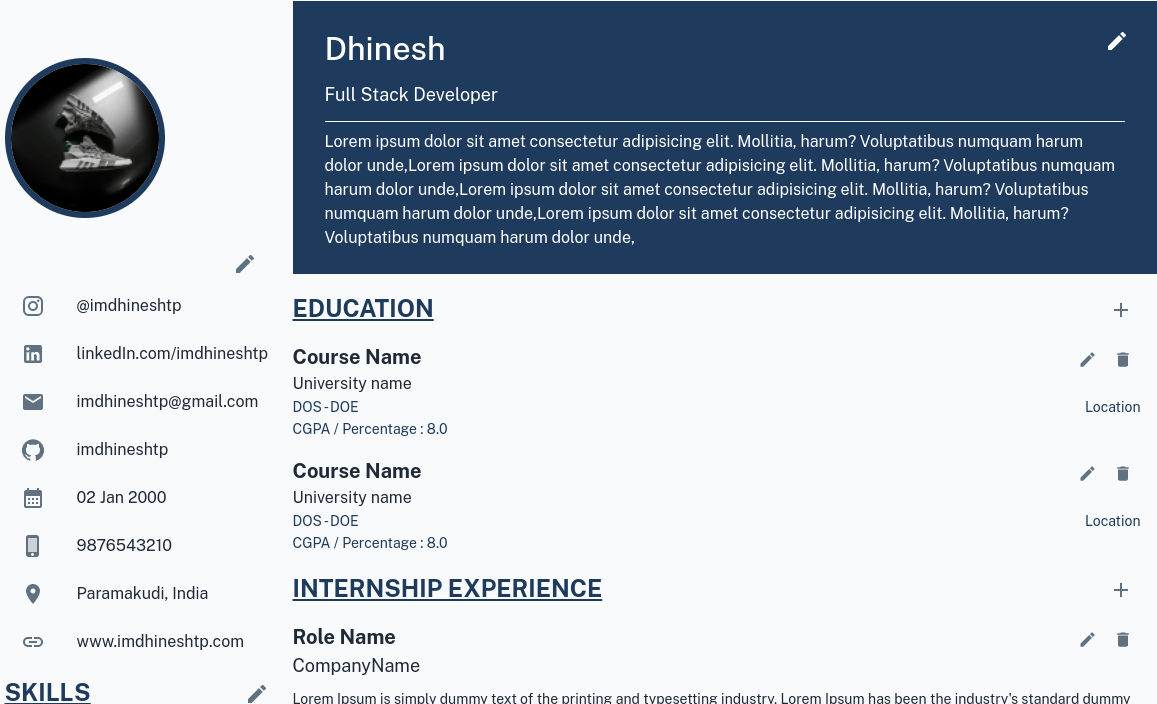 Dhinesh
Full Stack Developer
Lorem ipsum dolor sit amet consectetur adipisicing elit. Mollitia, harum? Voluptatibus numquam harum
dolor unde,Lorem ipsum dolor sit amet consectetur adipisicing elit. Mollitia, harum? Voluptatibus numquam
harum dolor unde,Lorem ipsum dolor sit amet consectetur adipisicing elit. Mollitia, harum? Voluptatibus
numquam harum dolor unde,Lorem ipsum dolor sit amet consectetur adipisicing elit. Mollitia, harum?
Voluptatibus numquam harum dolor unde,
@imdhineshtp
linkedIn.com/imdhineshtp
imdhineshtp@gmail.com
imdhineshtp
02 Jan 2000
9876543210
Paramakudi, India
www.imdhineshtp.com
SKILLS
EDUCATION
Course Name
University name
DOS - DOE
Location
CGPA / Percentage : 8.0
Course Name
University name
DOS - DOE
Location
CGPA / Percentage : 8.0
INTERNSHIP EXPERIENCE
Role Name
CompanyName
Lorem Ipsum is simply dummy text of the printing and typesetting industry. Lorem Ipsum has been the industry's standard dummy